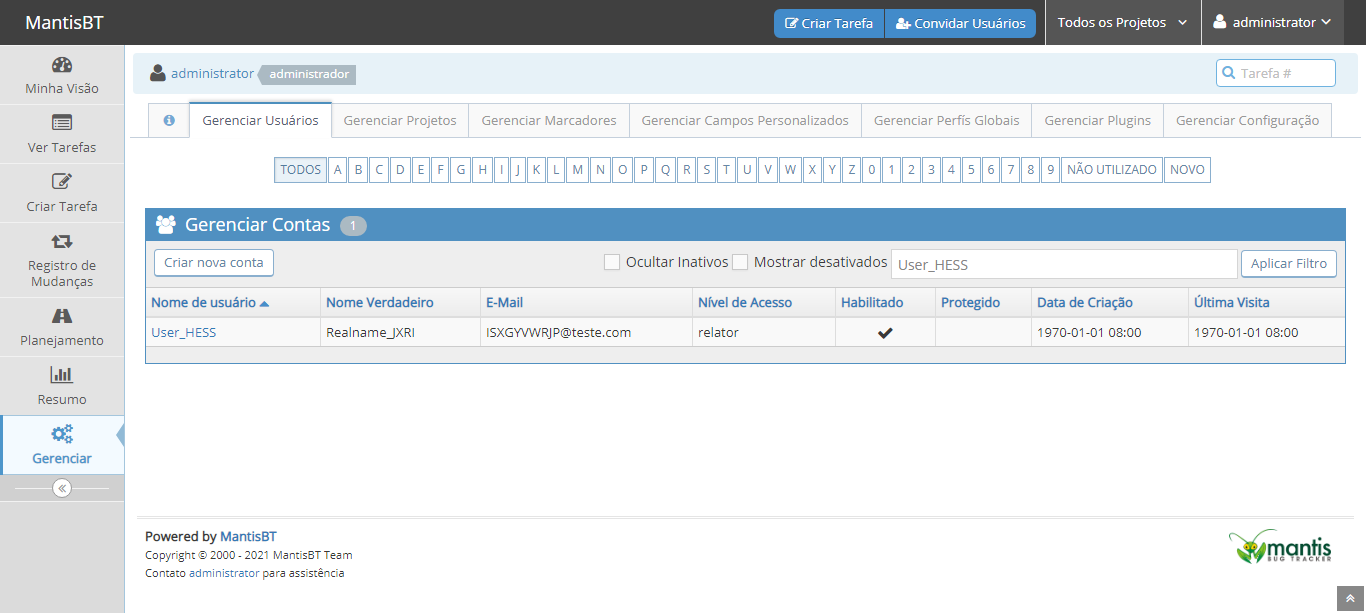 MantisBT
Criar Tarefa Convidar Usuários Todos os Projetos administrator
Minha Visão
Ver Tarefas
Criar Tarefa
Registro de
Mudanças
Planejamento
Resumo
Gerenciar
administrator administrador Tarefa #
Gerenciar Usuários Gerenciar Projetos Gerenciar Marcadores Gerenciar Campos Personalizados Gerenciar Perfís Globais Gerenciar Plugins Gerenciar Configuração
TODOS A B C D E F G H I J K L M N O P Q R S T U V W X Y Z 0 1 2 3 4 5 6 7 8 9 NÃO UTILIZADO NOVO
Gerenciar Contas 1
Criar nova conta Ocultar Inativos Mostrar desativados User_HESS Aplicar Filtro
Nome de usuário Nome Verdadeiro E-Mail Nível de Acesso Habilitado Protegido Data de Criação Última Visita
User_HESS Realname_JXRI ISXGYVWRJP@teste.com relator 1970-01-01 08:00 1970-01-01 08:00
Powered by MantisBT
Copyright © 2000 - 2021 MantisBT Team
Contato administrator para assistência
mantis
BUG TRACKER